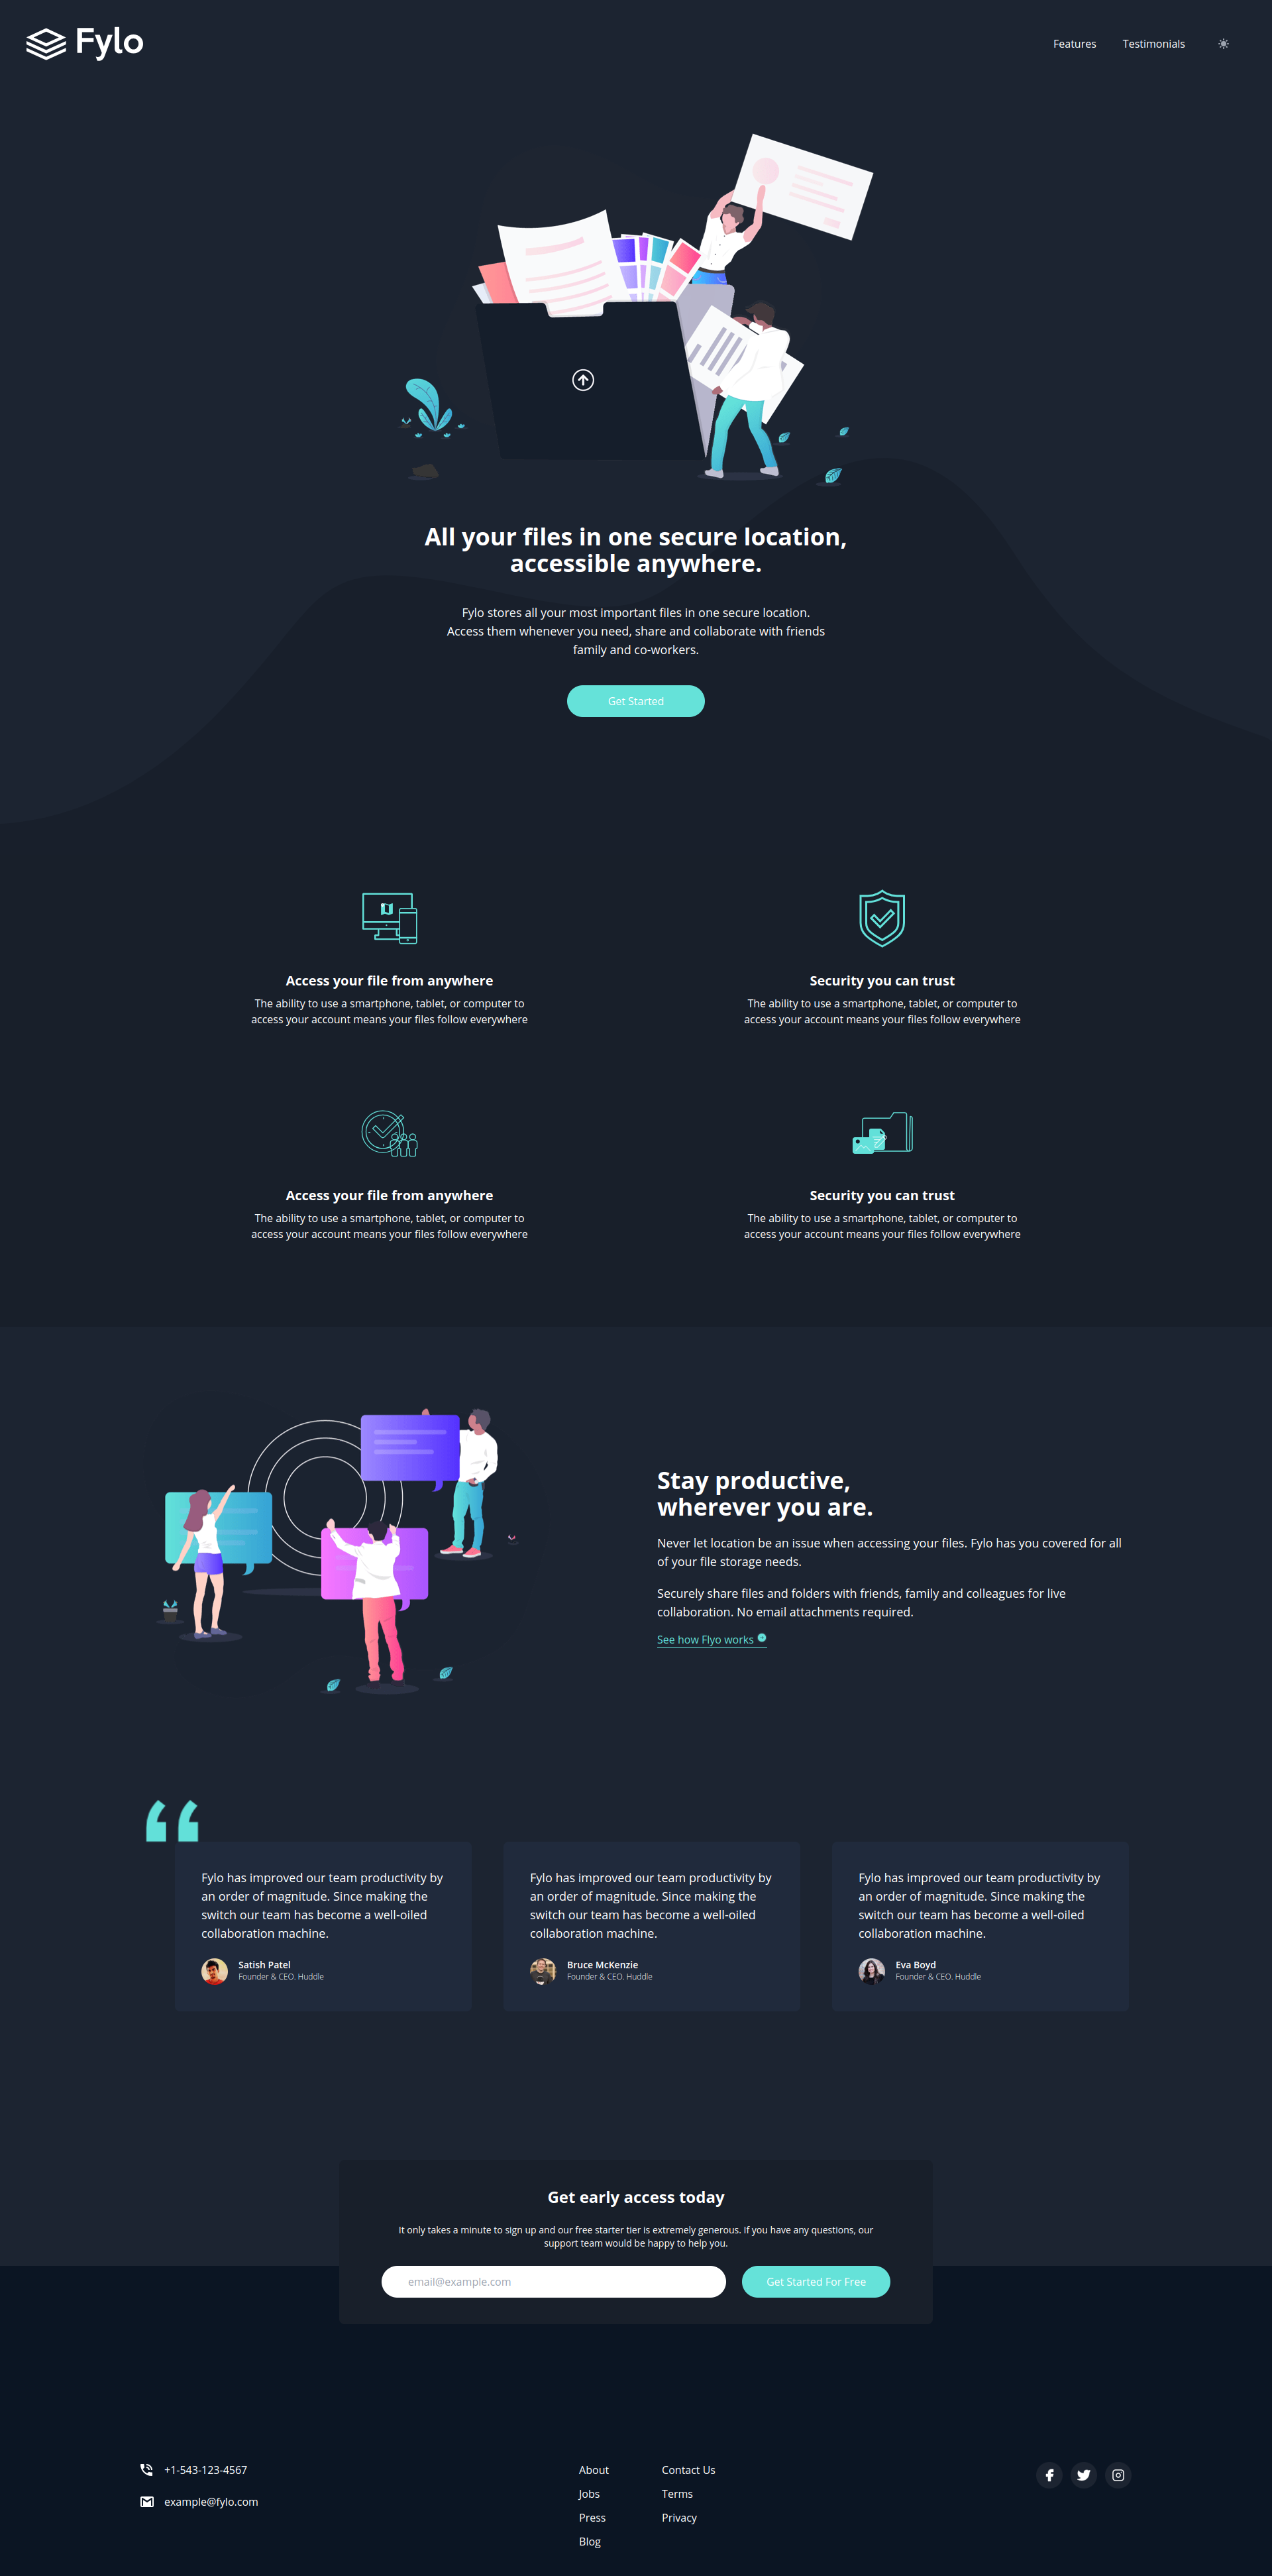 Fylo
Features
Testimonials
All your files in one secure location,
accessible anywhere.
Fylo stores all your most important files in one secure location.
Access them whenever you need, share and collaborate with friends
family and co-workers.
Get Started
Access your file from anywhere
The ability to use a smartphone, tablet, or computer to
access your account means your files follow everywhere
Security you can trust
The ability to use a smartphone, tablet, or computer to
access your account means your files follow everywhere
Access your file from anywhere
The ability to use a smartphone, tablet, or computer to
access your account means your files follow everywhere
Security you can trust
The ability to use a smartphone, tablet, or computer to
access your account means your files follow everywhere
Stay productive,
wherever you are.
Never let location be an issue when accessing your files. Fylo has you covered for all
of your file storage needs.
Securely share files and folders with friends, family and colleagues for live
collaboration. No email attachments required.
See how Flyo works
Fylo has improved our team productivity by
an order of magnitude. Since making the
switch our team has become a well-oiled
collaboration machine.
Satish Patel
Founder & CEO. Huddle
Fylo has improved our team productivity by
an order of magnitude. Since making the
switch our team has become a well-oiled
collaboration machine.
Bruce McKenzie
Founder & CEO. Huddle
Fylo has improved our team productivity by
an order of magnitude. Since making the
switch our team has become a well-oiled
collaboration machine.
Eva Boyd
Founder & CEO. Huddle
Get early access today
It only takes a minute to sign up and our free starter tier is extremely generous. If you have any questions, our
support team would be happy to help you.
email@example.com
Get Started For Free
+1-543-123-4567
example@fylo.com
About
Jobs
Press
Blog
Contact Us
Terms
Privacy